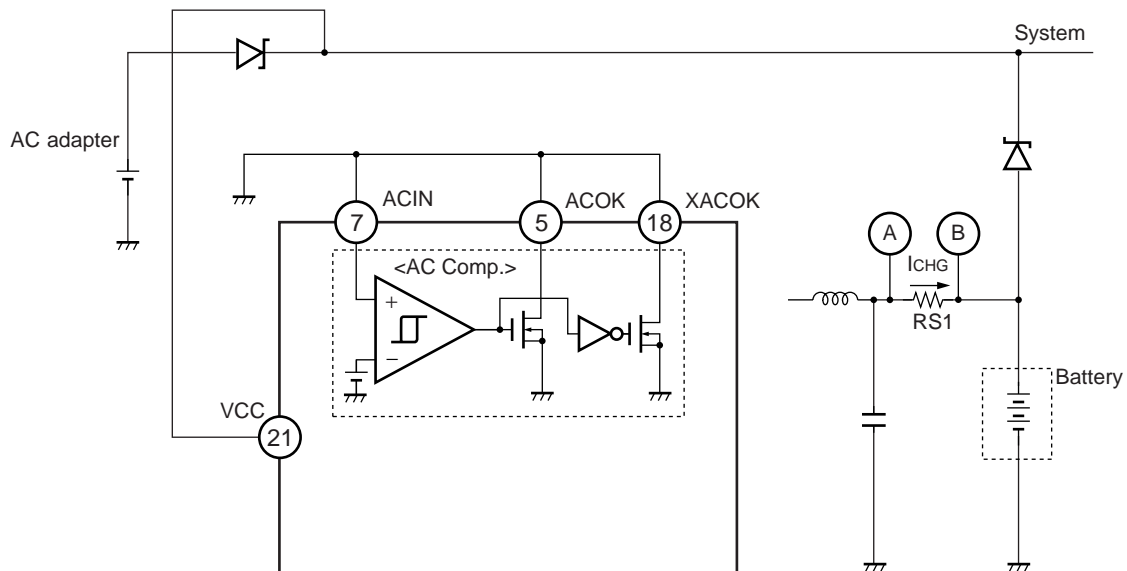 System
AC adapter
ACIN
ACOK
XACOK
7
5
18
A
B
<AC Comp.>
ICHG
+
RS1
−
Battery
VCC
21